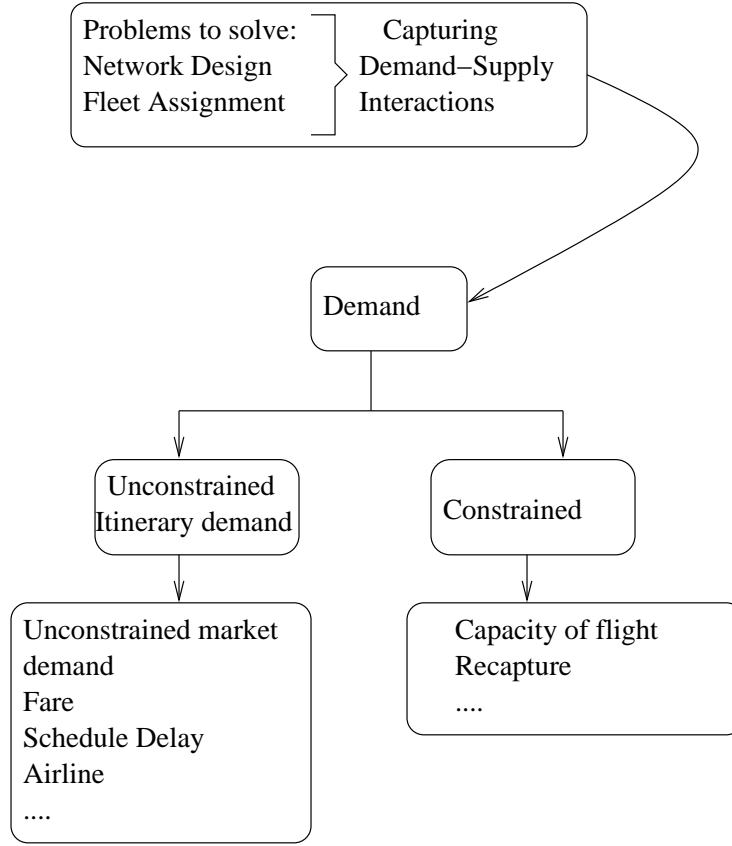 Problems to solve:
Network Design
Fleet Assignment
Capturing
Demand–Supply
Interactions
Demand
Unconstrained
Itinerary demand
Constrained
Unconstrained market
demand
Fare
Schedule Delay
Airline
....
Capacity of flight
Recapture
....